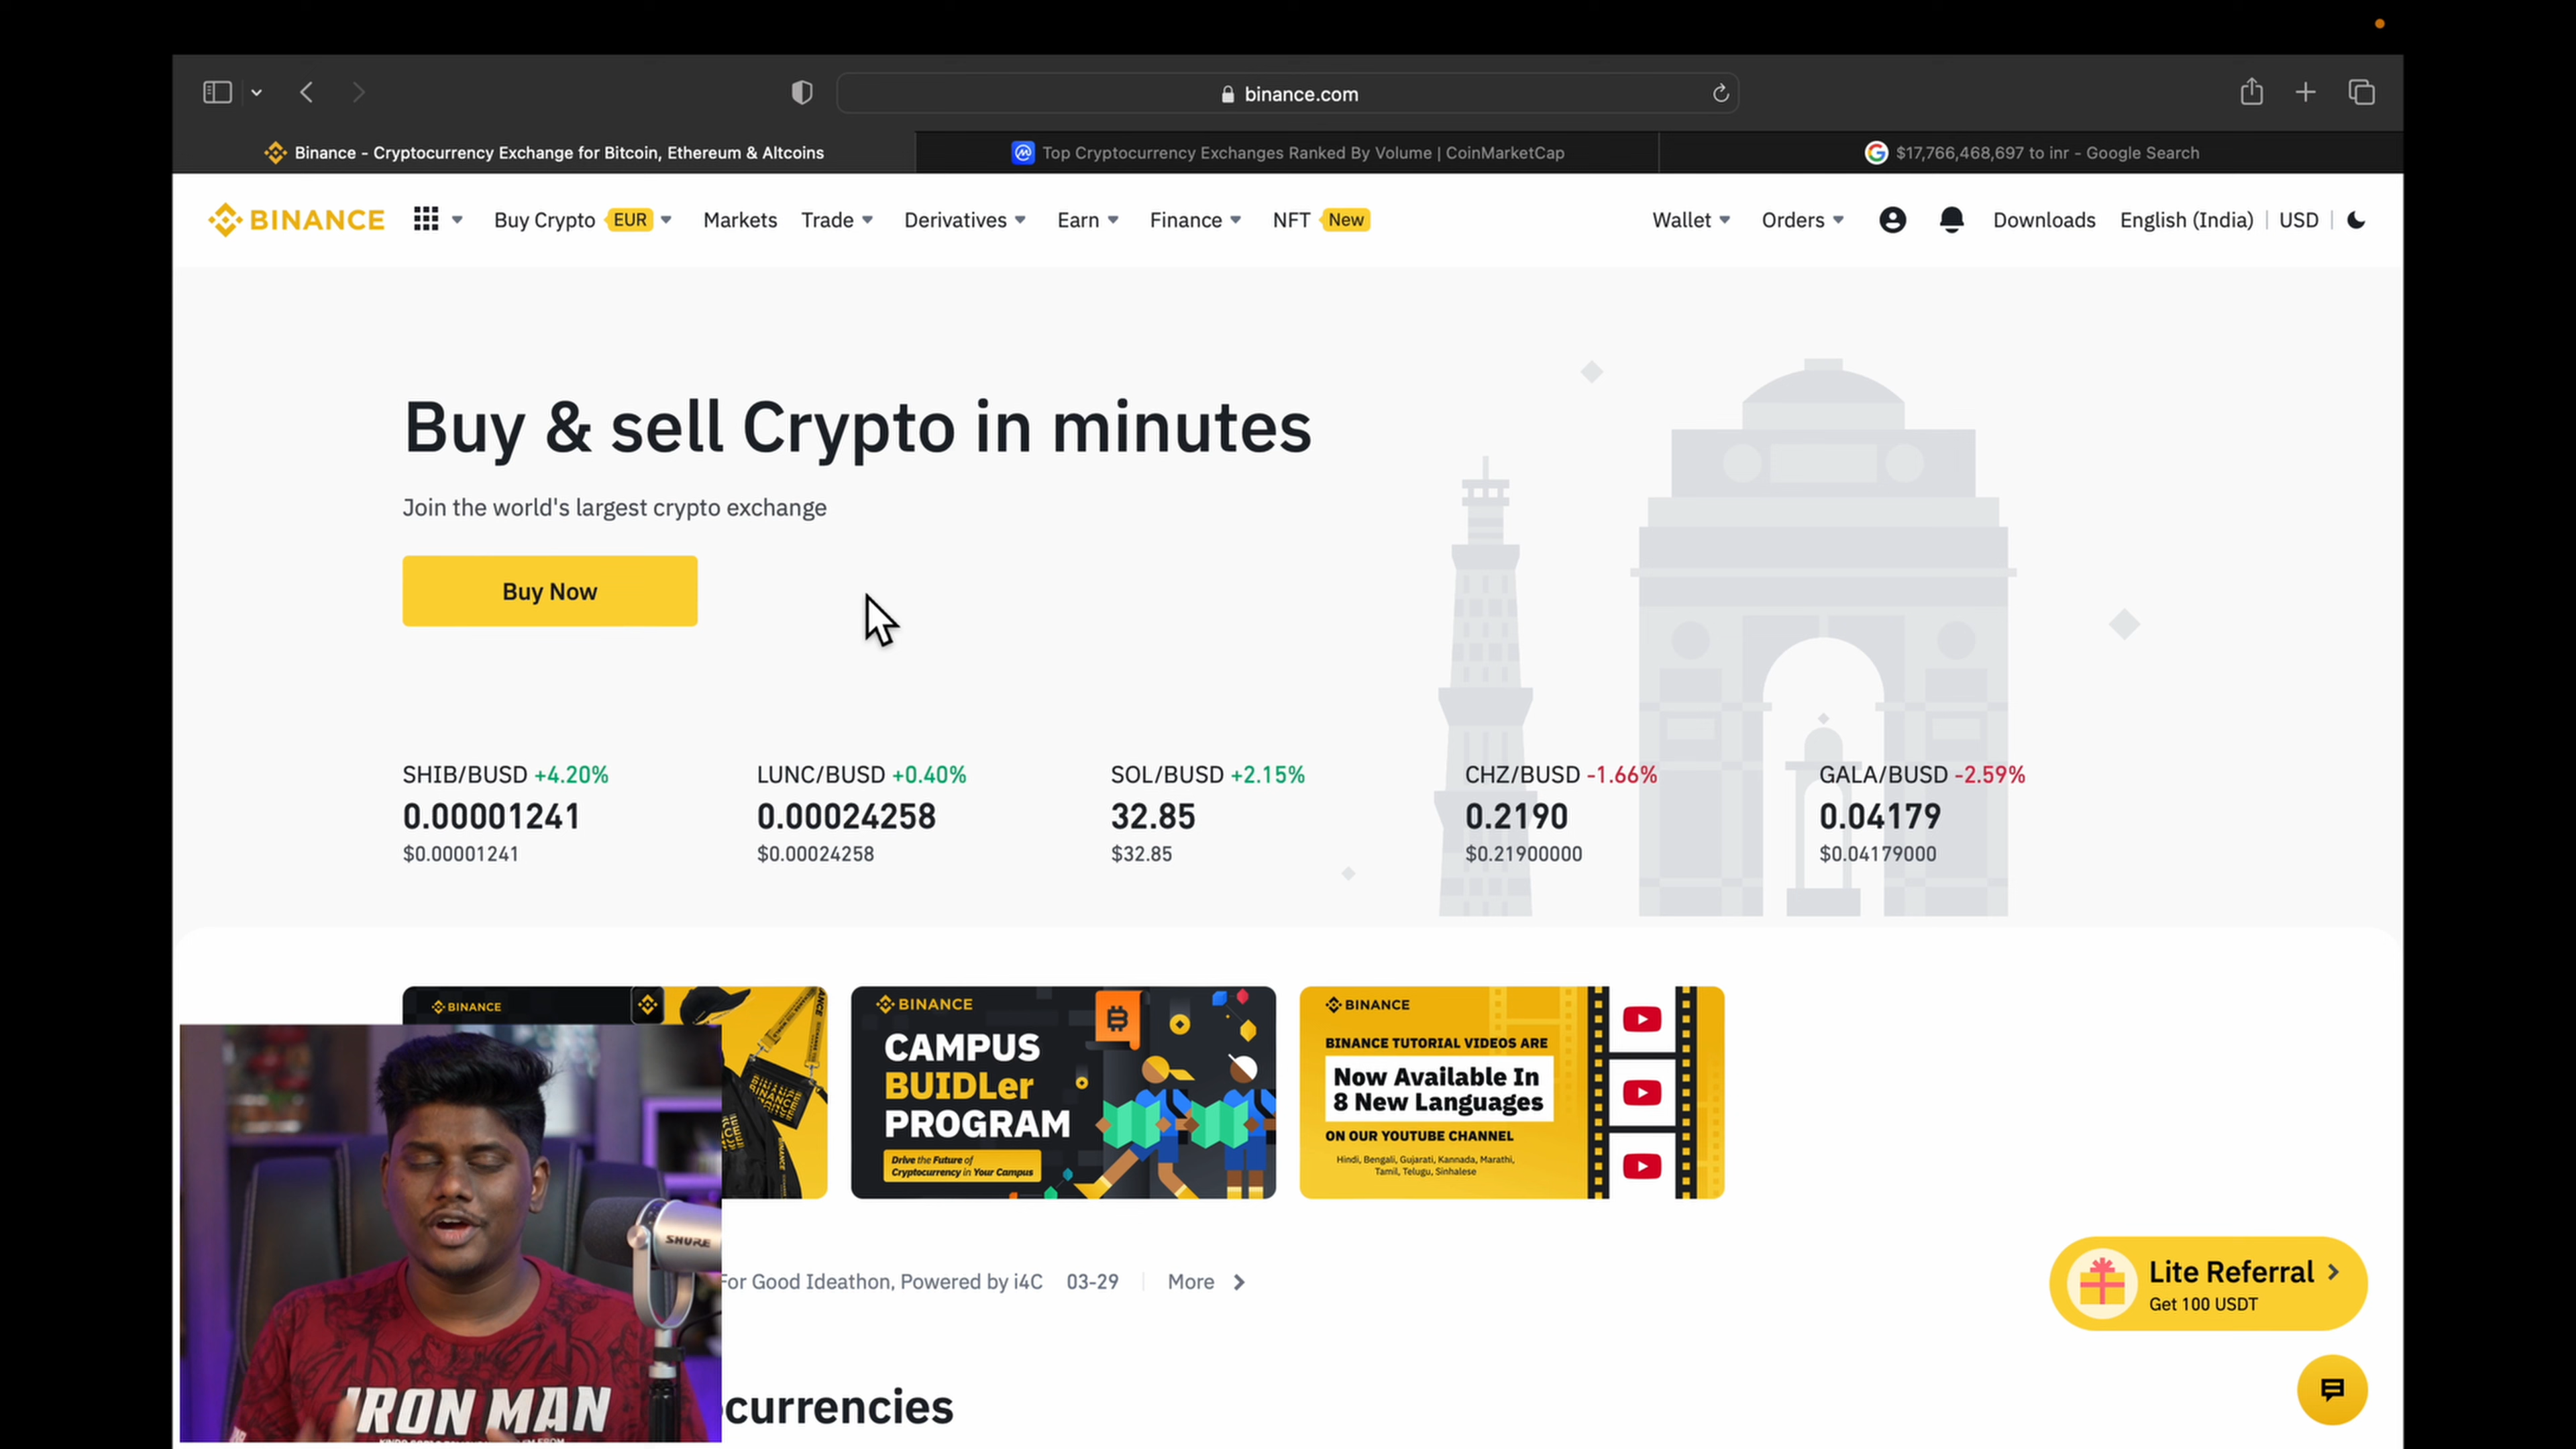 binance.com
Binance - Cryptocurrency Exchange for Bitcoin, Ethereum & Altcoins
Top Cryptocurrency Exchanges Ranked By Volume | CoinMarketCap
$17,766,468,697 to inr - Google Search
BINANCE
Buy Crypto EUR
Markets
Trade
Derivatives
Earn
Finance
NFT New
Wallet
Orders
Downloads
English (India) | USD |
Buy & sell Crypto in minutes
Join the world's largest crypto exchange
Buy Now
SHIB/BUSD +4.20%
0.00001241
$0.00001241
LUNC/BUSD +0.40%
0.00024258
$0.00024258
SOL/BUSD +2.15%
32.85
$32.85
CHZ/BUSD -1.66%
0.2190
$0.21900000
GALA/BUSD -2.59%
0.04179
$0.04179000
BINANCE
BINANCE
CAMPUS
BUIDLer
PROGRAM
Drive the Future of
Cryptocurrency in Your Campus
BINANCE
BINANCE TUTORIAL VIDEOS ARE
Now Available In
8 New Languages
ON OUR YOUTUBE CHANNEL
Hindi, Bengali, Gujarati, Kannada, Marathi,
Tamil, Telugu, Sinhalese
For Good Ideathon, Powered by i4C 03-29 | More
Lite Referral
Get 100 USDT
currencies
SHURE
IRON MAN